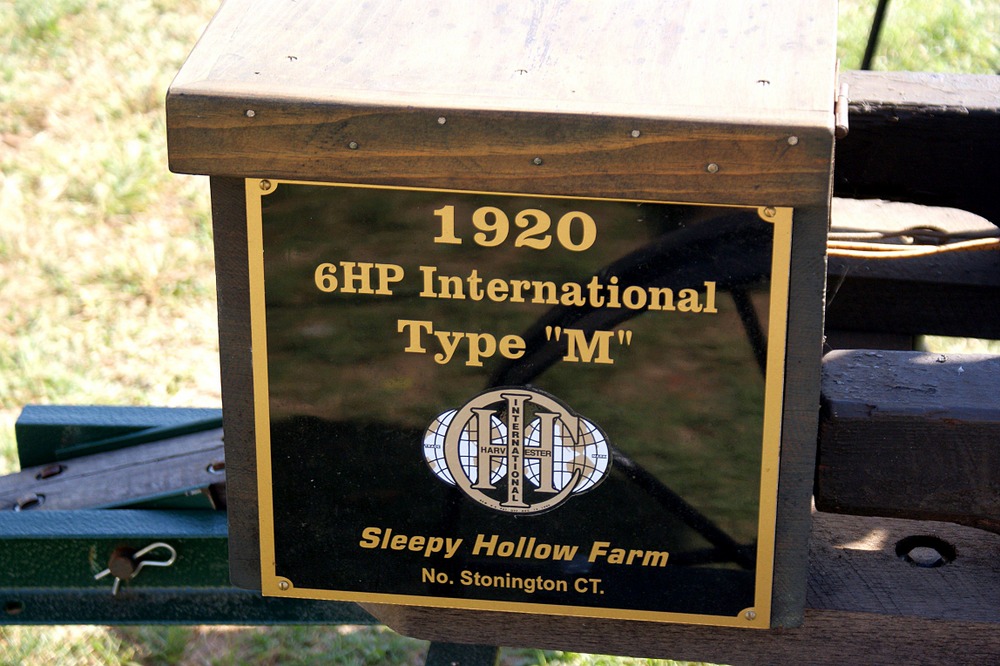 1920
6HP International
Type "M"
INTERNATIONAL
HARVESTER
Sleepy Hollow Farm
No. Stonington CT.